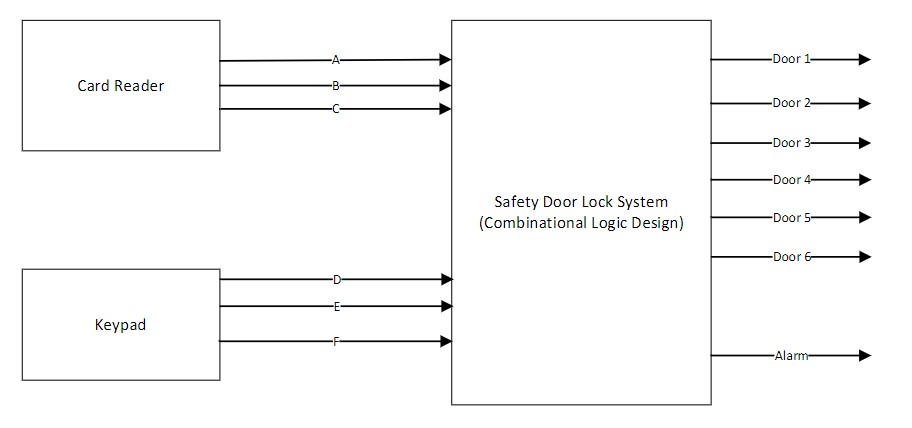 Card Reader
A
B
C
Keypad
D
E
F
Safety Door Lock System
(Combinational Logic Design)
Door 1
Door 2
Door 3
Door 4
Door 5
Door 6
Alarm